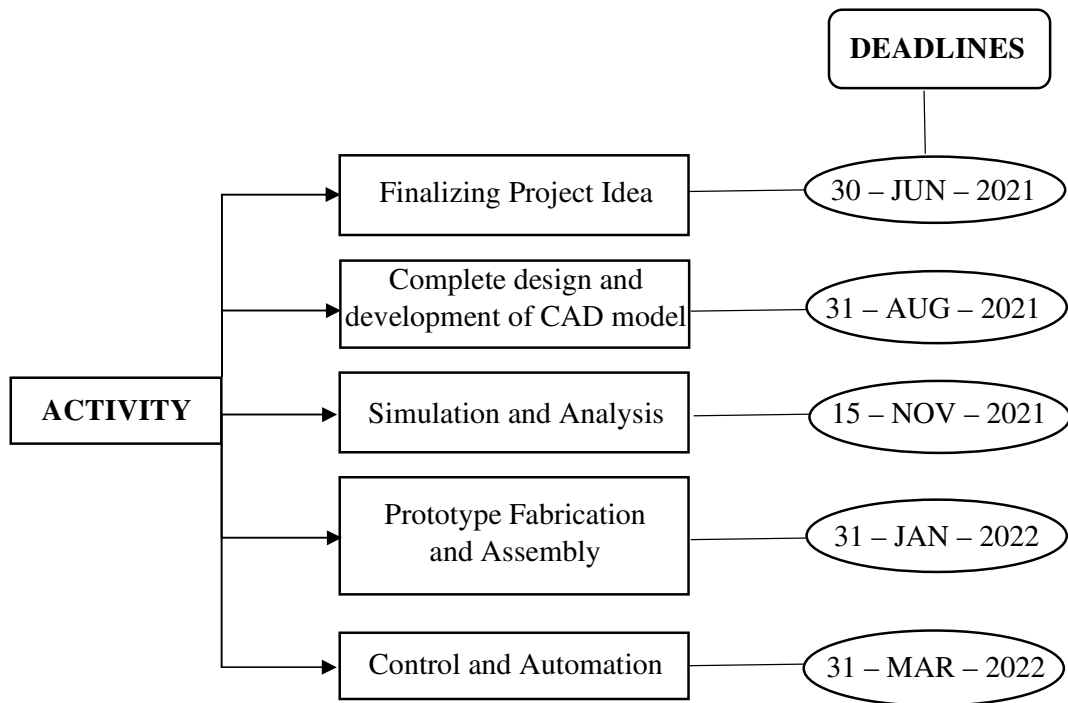 DEADLINES
Finalizing Project Idea
30 – JUN – 2021
Complete design and
development of CAD model
31 – AUG – 2021
ACTIVITY
Simulation and Analysis
15 – NOV – 2021
Prototype Fabrication
and Assembly
31 – JAN – 2022
Control and Automation
31 – MAR – 2022